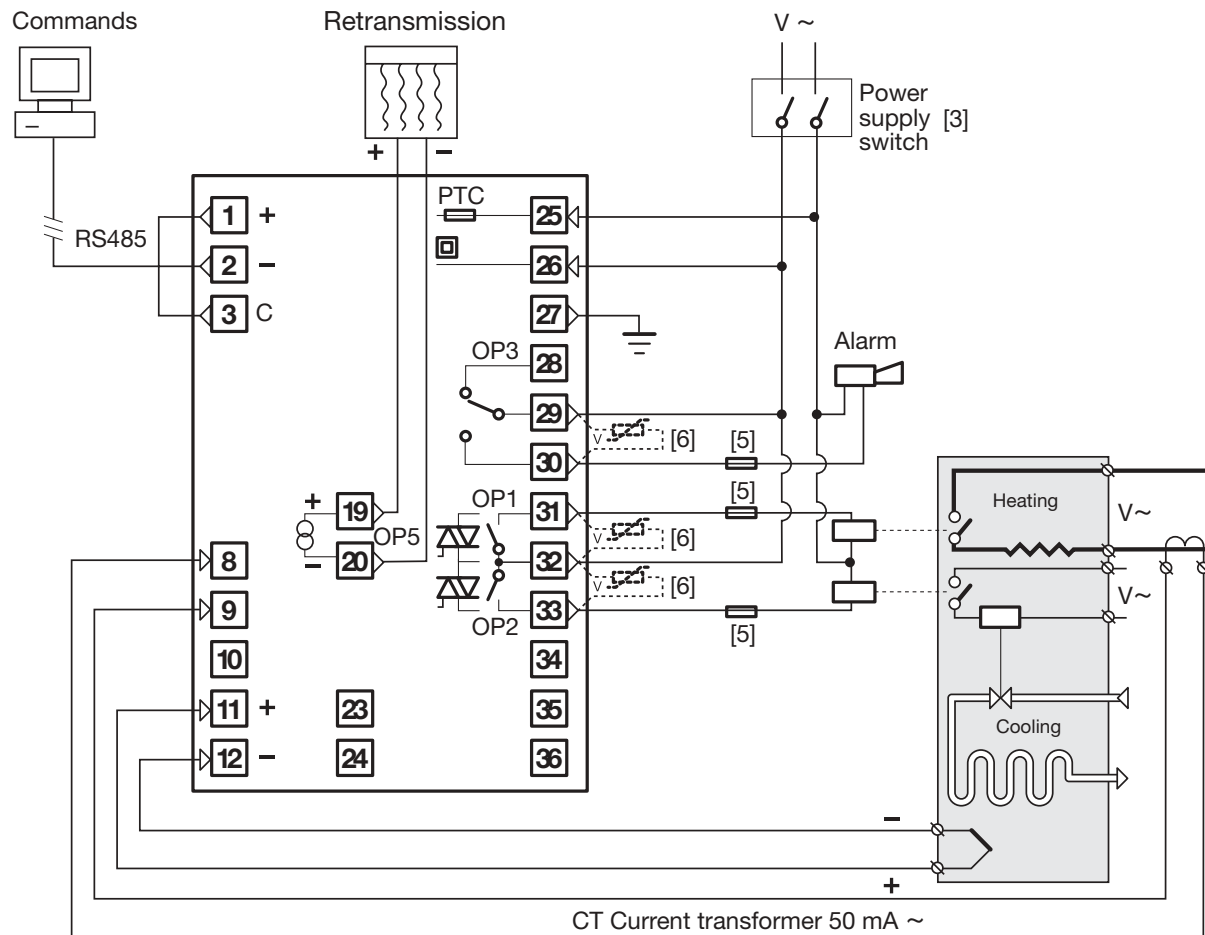 Commands
Retransmission
V ~
Power
supply [3]
switch
+ −
RS485
1 +
2 −
3 C
PTC
25
26
27
OP3
28
29
30
V
[6]
Alarm
[5]
+
19
20
−
OP5
OP1
31
32
33
OP2
V
[6]
V
[6]
[5]
[5]
Heating
V~
V~
Cooling
8
9
10
11 +
12 −
23
24
34
35
36
−
+
CT Current transformer 50 mA ~